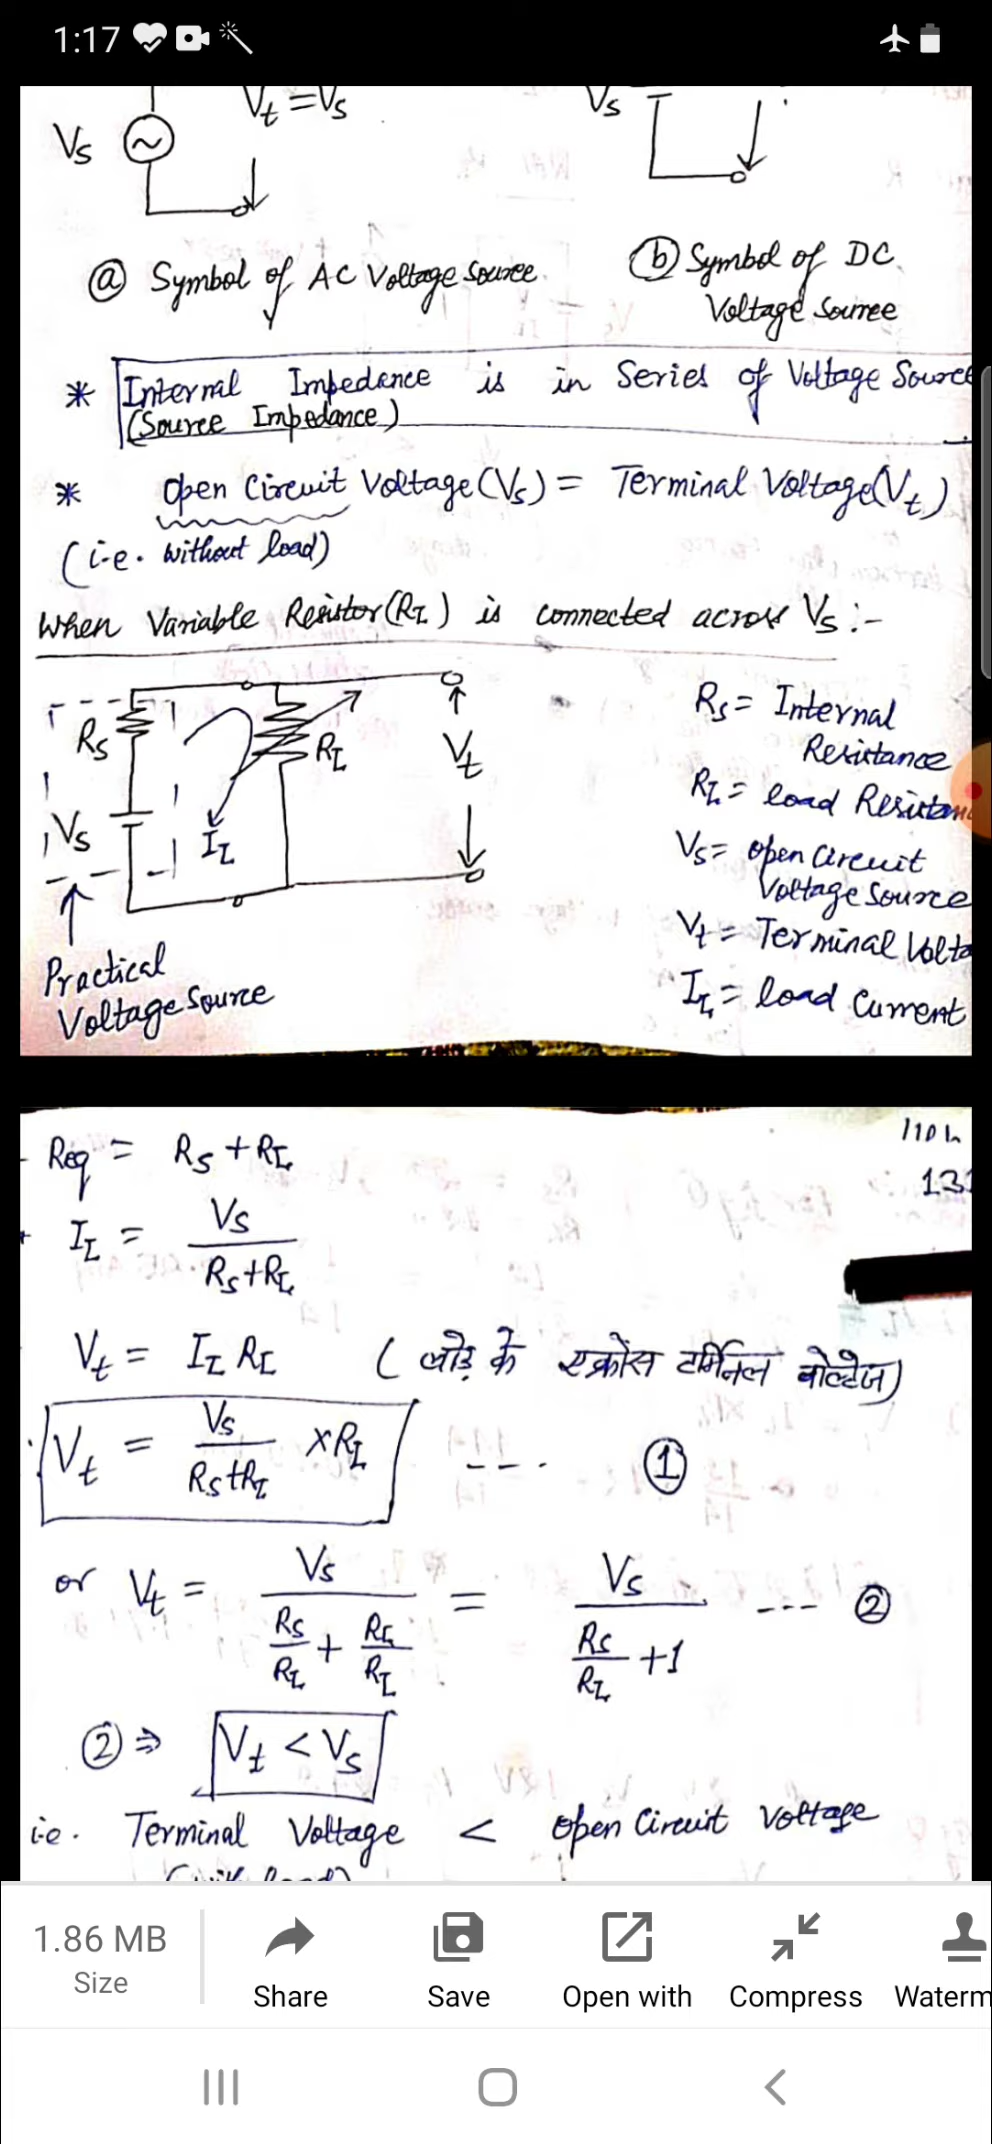 1:17
Vt = Vs
Vs
Vs
ⓐ Symbol of AC Voltage Source
ⓑ Symbol of DC
Voltage Source
* Internal Impedence is in Series of Voltage Source
(Source Impedance)
* Open Circuit Voltage (Vs) = Terminal Voltage (Vt)
(i.e. without load)
When Variable Resistor (RL) is connected across Vs :-
Rs
RL
Vt
Vs
IL
Practical
Voltage Source
Rs = Internal
Resistance
RL = load Resistan
Vs = open Circuit
Voltage Source
Vt = Terminal Volta
IL = load Current
Req = Rs + RL
IL = Vs / Rs+RL
Vt = IL RL (लोड के एक्रोस टर्मिनल वोल्टेज)
Vt = Vs / Rs+RL × RL ---- ①
or Vt = Vs / Rs/RL + RL/RL = Vs / Rs/RL + 1 --- ②
② ⇒ Vt < Vs
i.e. Terminal Voltage < Open Circuit Voltage
1.86 MB
Size
Share
Save
Open with
Compress
Waterm